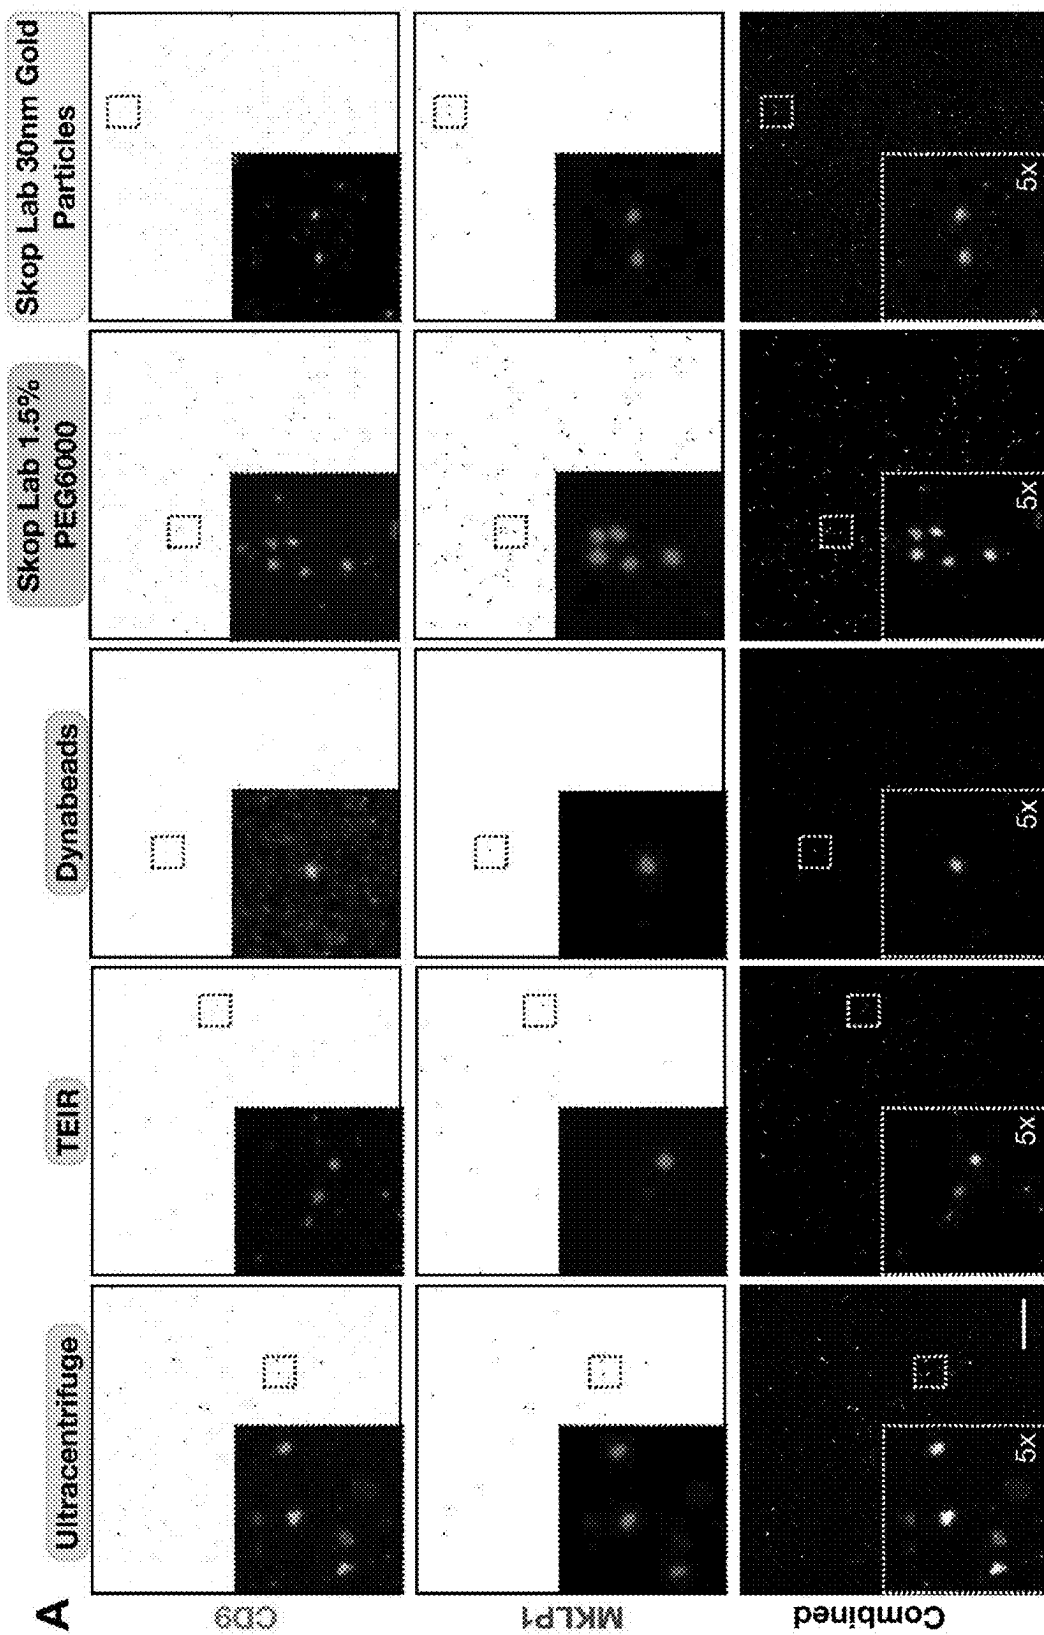 A
Ultracentrifuge
TEIR
Dynabeads
Skop Lab 1.5%
PEG6000
Skop Lab 30nm Gold
Particles
CD9
MKLP1
Combined
5x
5x
5x
5x
5x